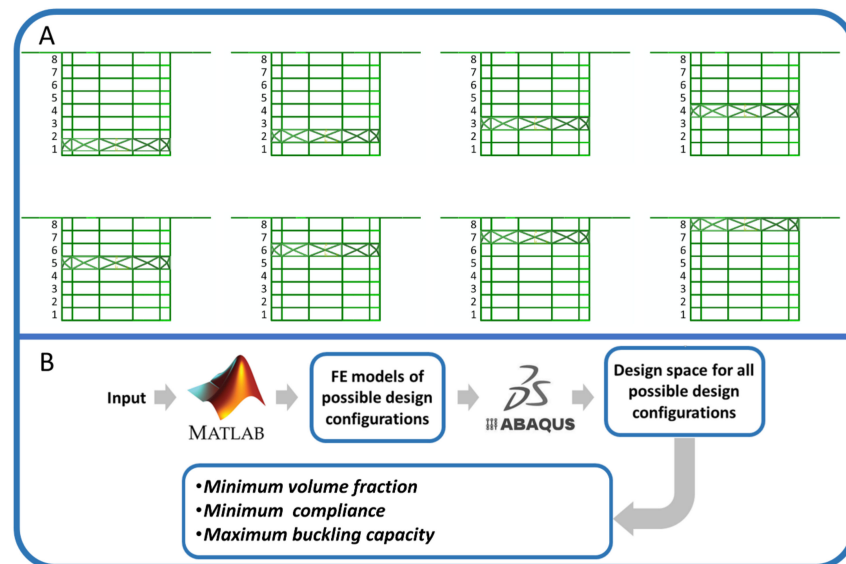 A
8 8 8 8
7 7 7 7
6 6 6 6
5 5 5 5
4 4 4 4
3 3 3 3
2 2 2 2
1 1 1 1
8 8 8 8
7 7 7 7
6 6 6 6
5 5 5 5
4 4 4 4
3 3 3 3
2 2 2 2
1 1 1 1
B
Input
MATLAB
FE models of
possible design
configurations
ABAQUS
Design space for all
possible design
configurations
•Minimum volume fraction
•Minimum compliance
•Maximum buckling capacity